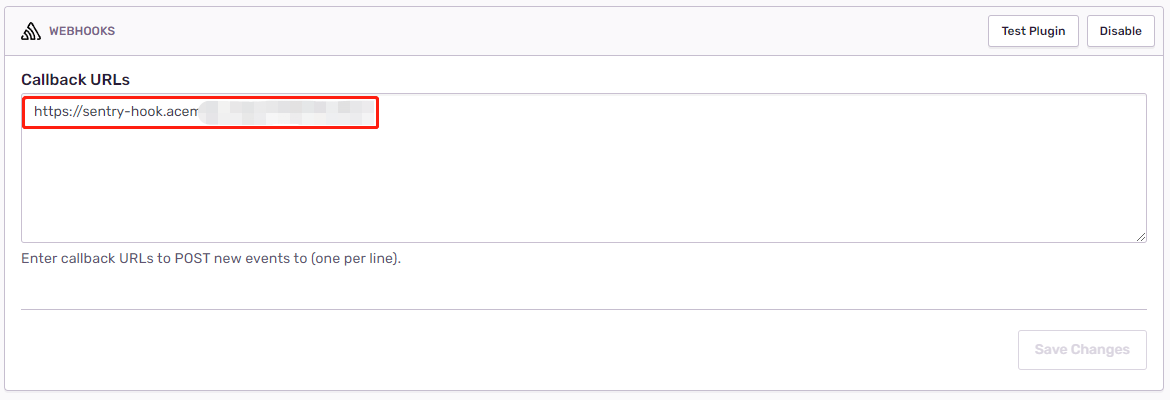 WEBHOOKS
Test Plugin
Disable
Callback URLs
https://sentry-hook.acem
Enter callback URLs to POST new events to (one per line).
Save Changes